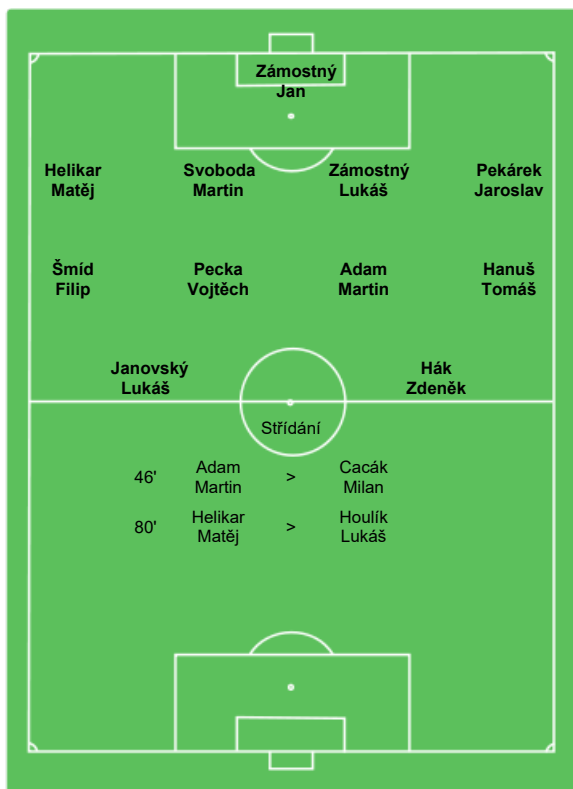 Zámostný
Jan
Helikar Svoboda Zámostný Pekárek
Matěj Martin Lukáš Jaroslav
Šmíd Pecka Adam Hanuš
Filip Vojtěch Martin Tomáš
Janovský Hák
Lukáš Zdeněk
Střídání
46' Adam Martin > Cacák Milan
80' Helikar Matěj > Houlík Lukáš